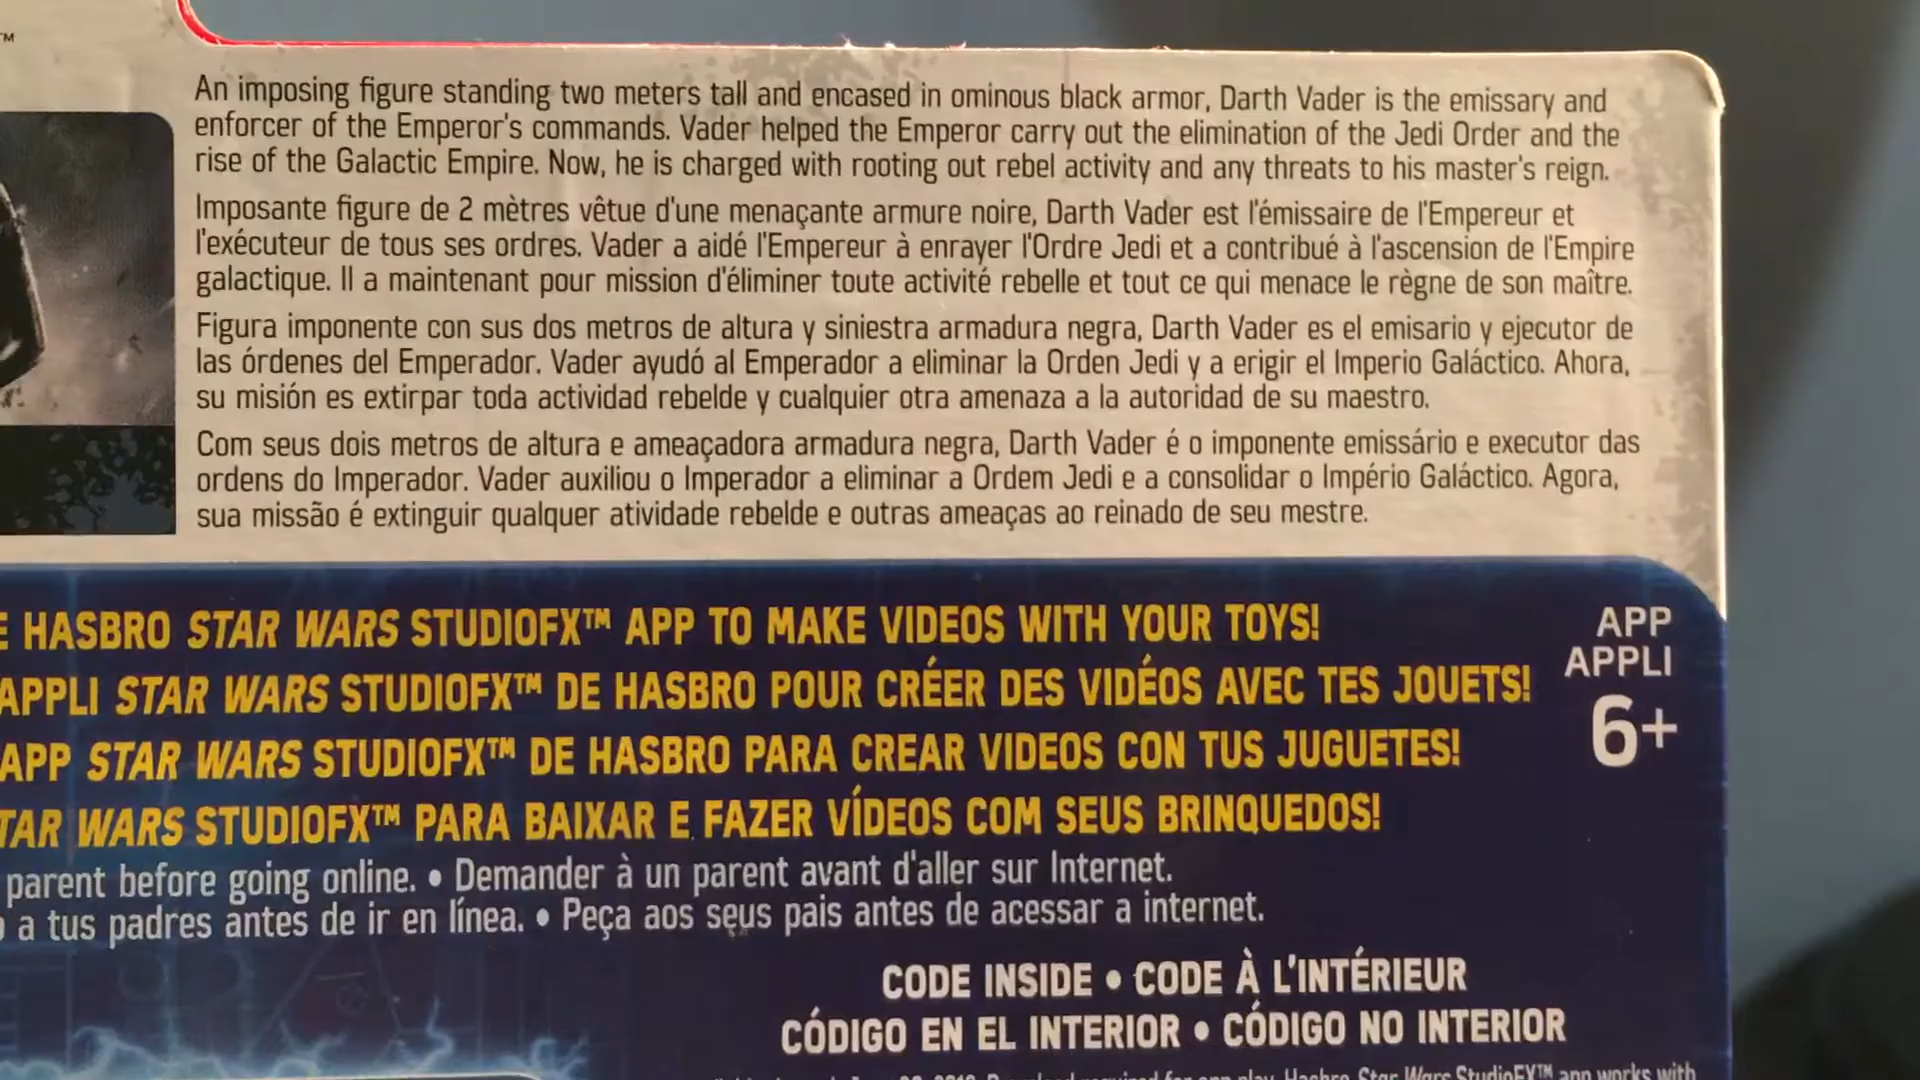 ™
An imposing figure standing two meters tall and encased in ominous black armor, Darth Vader is the emissary and
enforcer of the Emperor's commands. Vader helped the Emperor carry out the elimination of the Jedi Order and the
rise of the Galactic Empire. Now, he is charged with rooting out rebel activity and any threats to his master's reign.
Imposante figure de 2 mètres vêtue d'une menaçante armure noire, Darth Vader est l'émissaire de l'Empereur et
l'exécuteur de tous ses ordres. Vader a aidé l'Empereur à enrayer l'Ordre Jedi et a contribué à l'ascension de l'Empire
galactique. Il a maintenant pour mission d'éliminer toute activité rebelle et tout ce qui menace le règne de son maître.
Figura imponente con sus dos metros de altura y siniestra armadura negra, Darth Vader es el emisario y ejecutor de
las órdenes del Emperador. Vader ayudó al Emperador a eliminar la Orden Jedi y a erigir el Imperio Galáctico. Ahora,
su misión es extirpar toda actividad rebelde y cualquier otra amenaza a la autoridad de su maestro.
Com seus dois metros de altura e ameaçadora armadura negra, Darth Vader é o imponente emissário e executor das
ordens do Imperador. Vader auxiliou o Imperador a eliminar a Ordem Jedi e a consolidar o Império Galáctico. Agora,
sua missão é extinguir qualquer atividade rebelde e outras ameaças ao reinado de seu mestre.
HASBRO STAR WARS STUDIOFX™ APP TO MAKE VIDEOS WITH YOUR TOYS!
APPLI STAR WARS STUDIOFX™ DE HASBRO POUR CRÉER DES VIDÉOS AVEC TES JOUETS!
APP STAR WARS STUDIOFX™ DE HASBRO PARA CREAR VIDEOS CON TUS JUGUETES!
WARS STUDIOFX™ PARA BAIXAR E FAZER VÍDEOS COM SEUS BRINQUEDOS!
APP
APPLI
6+
parent before going online. • Demander à un parent avant d'aller sur Internet.
a tus padres antes de ir en línea. • Peça aos seus pais antes de acessar a internet.
CODE INSIDE • CODE À L'INTÉRIEUR
CÓDIGO EN EL INTERIOR • CÓDIGO NO INTERIOR
Hasbro Star Wars StudioFX™ app works with